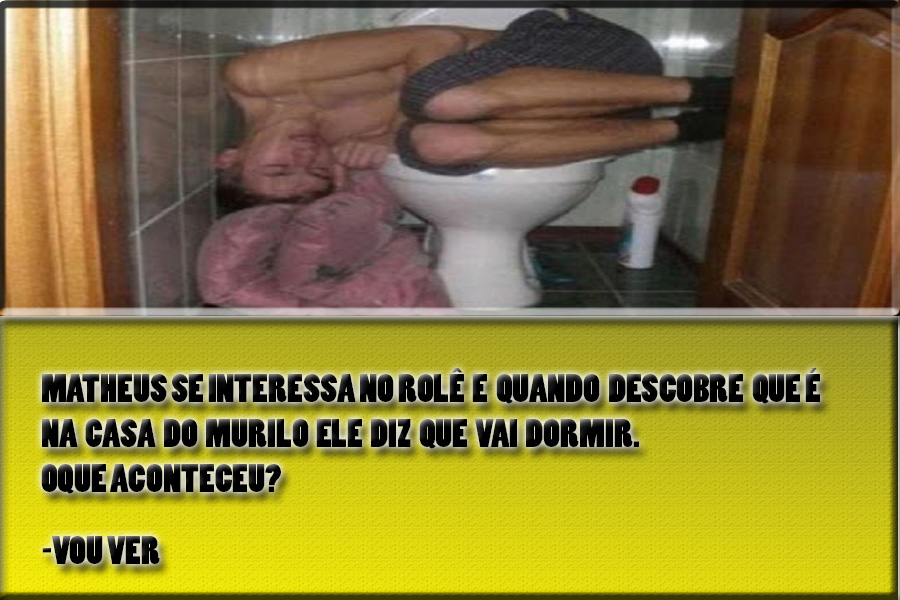 MATHEUS SE INTERESSA NO ROLÊ E QUANDO DESCOBRE QUE É
NA CASA DO MURILO ELE DIZ QUE VAI DORMIR.
OQUE ACONTECEU?
-VOU VER